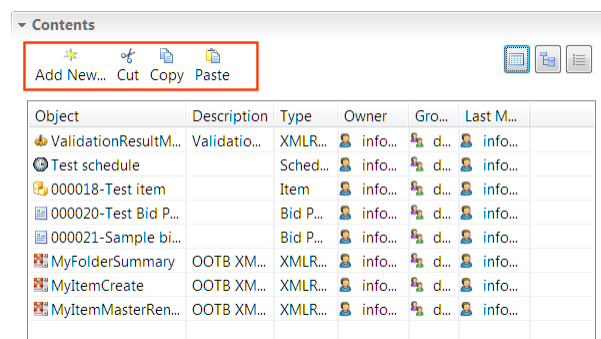 Contents
Add New... Cut Copy Paste
Object Description Type Owner Gro... Last M...
ValidationResultM... Validatio... XMLR... info... d... info...
Test schedule Sched... info... d... info...
000018-Test item Item info... d... info...
000020-Test Bid P... Bid P... info... d... info...
000021-Sample bi... Bid P... info... d... info...
MyFolderSummary OOTB XM... XMLR... info... d... info...
MyItemCreate OOTB XM... XMLR... info... d... info...
MyItemMasterRen... OOTB XM... XMLR... info... d... info...